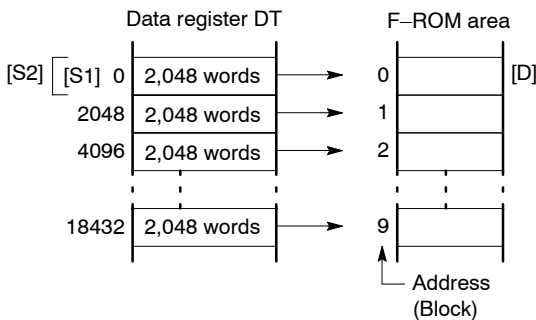 Data register DT F–ROM area
[S2] [S1] 0 2,048 words 0 [D]
2048 2,048 words 1
4096 2,048 words 2
18432 2,048 words 9
Address
(Block)